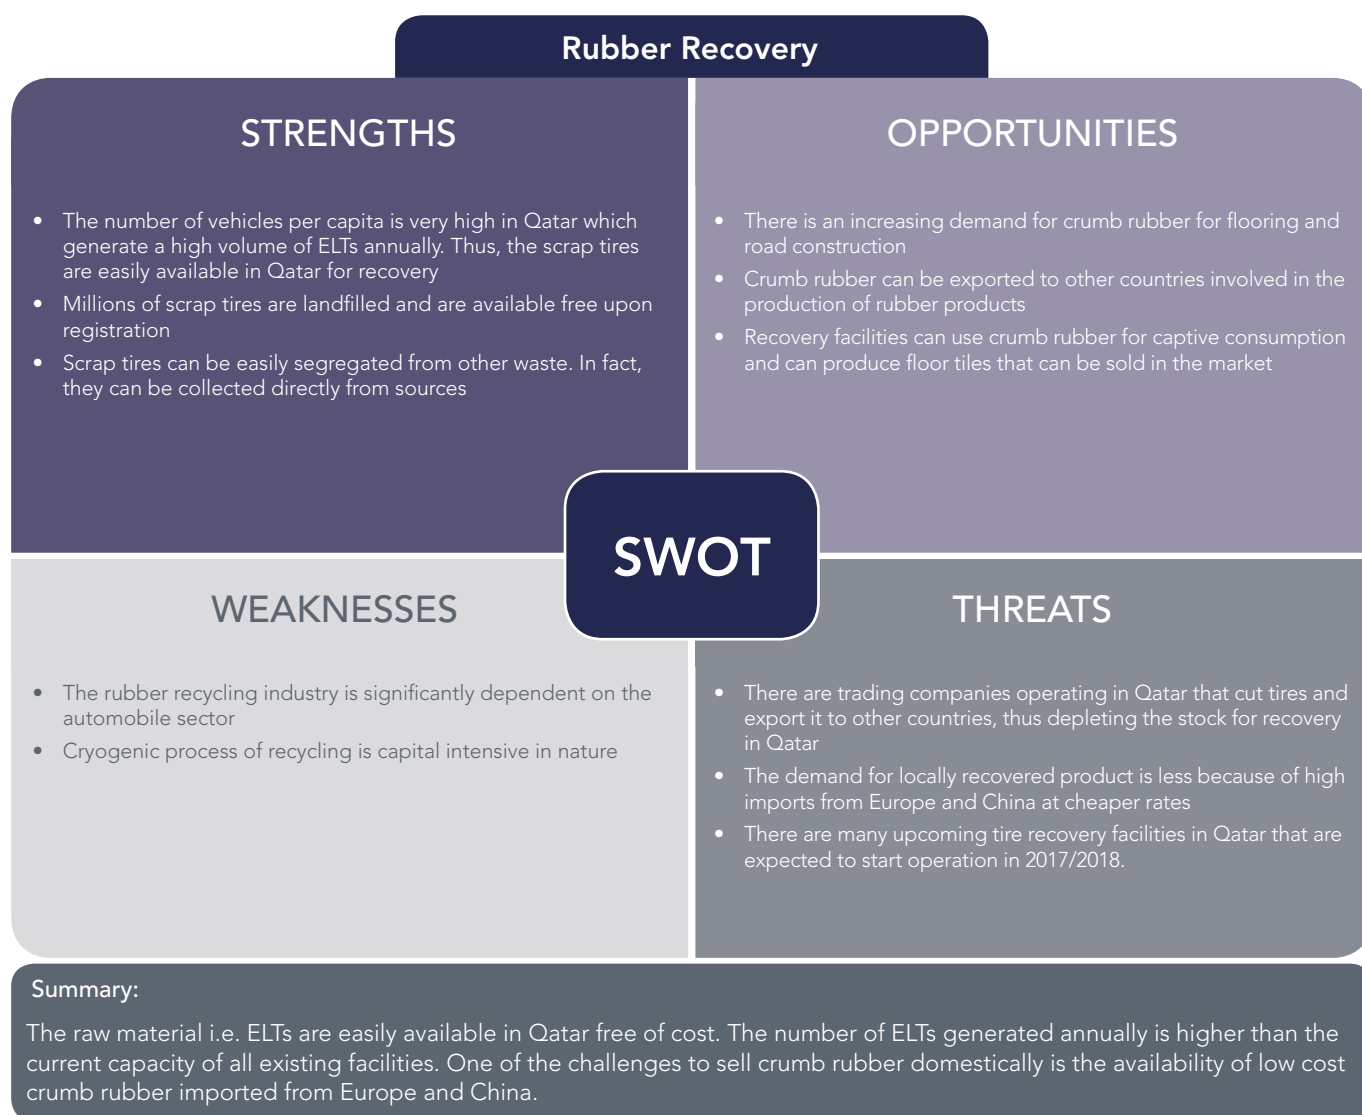 Rubber Recovery
STRENGTHS
• The number of vehicles per capita is very high in Qatar which
generate a high volume of ELTs annually. Thus, the scrap tires
are easily available in Qatar for recovery
• Millions of scrap tires are landfilled and are available free upon
registration
• Scrap tires can be easily segregated from other waste. In fact,
they can be collected directly from sources
OPPORTUNITIES
• There is an increasing demand for crumb rubber for flooring and
road construction
• Crumb rubber can be exported to other countries involved in the
production of rubber products
• Recovery facilities can use crumb rubber for captive consumption
and can produce floor tiles that can be sold in the market
SWOT
WEAKNESSES
• The rubber recycling industry is significantly dependent on the
automobile sector
• Cryogenic process of recycling is capital intensive in nature
THREATS
• There are trading companies operating in Qatar that cut tires and
export it to other countries, thus depleting the stock for recovery
in Qatar
• The demand for locally recovered product is less because of high
imports from Europe and China at cheaper rates
• There are many upcoming tire recovery facilities in Qatar that are
expected to start operation in 2017/2018.
Summary:
The raw material i.e. ELTs are easily available in Qatar free of cost. The number of ELTs generated annually is higher than the
current capacity of all existing facilities. One of the challenges to sell crumb rubber domestically is the availability of low cost
crumb rubber imported from Europe and China.